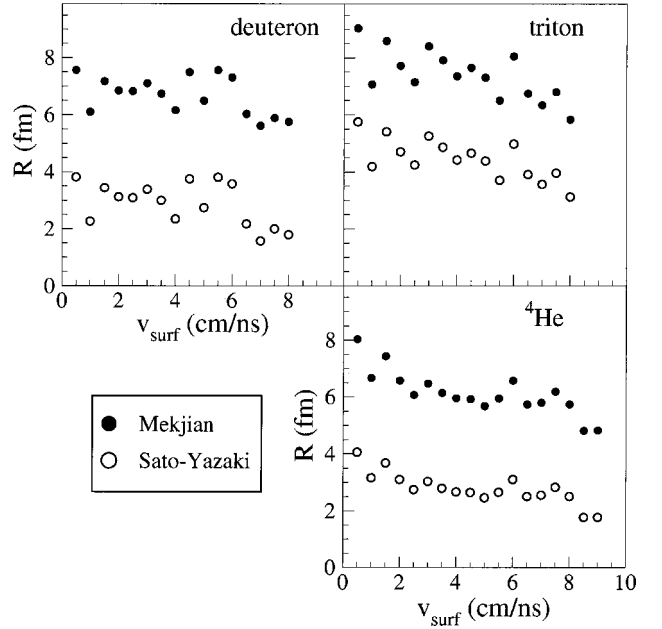 deuteron
triton
8
6
4
2
0
R (fm)
0 2 4 6 8
v_surf (cm/ns)
⁴He
8
6
4
2
0
R (fm)
0 2 4 6 8 10
v_surf (cm/ns)
Mekjian
Sato-Yazaki